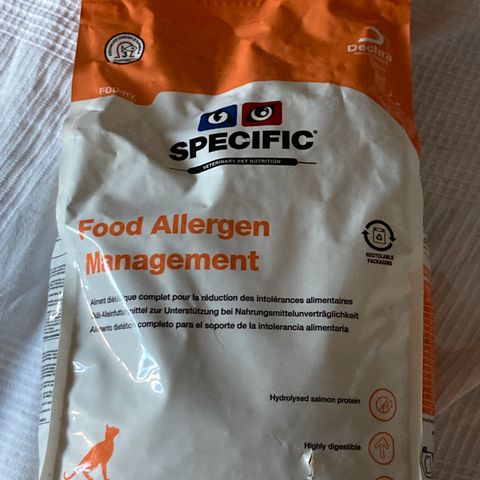 Dechra
SPECIFIC®
VETERINARY PET NUTRITION
Food Allergen
Management
RECYCLABLE
PACKAGING
Aliment diététique complet pour la réduction des intolérances alimentaires
Diät-Alleinfuttermittel zur Unterstützung bei Nahrungsmittelunverträglichkeit
Alimento dietético completo para el soporte de la intolerancia alimentaria
Hydrolysed salmon protein
Highly digestible